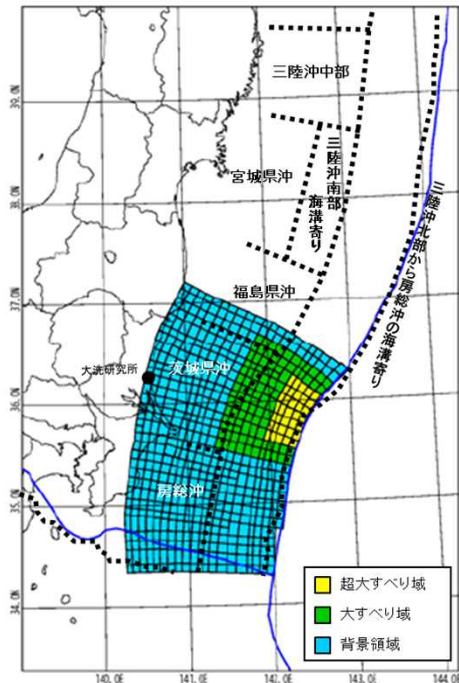 39.0N
38.0N
37.0N
36.0N
35.0N
34.0N
三陸沖中部
宮城県沖
三陸沖南部
海溝寄り
三陸沖北部から房総沖の海溝寄り
福島県沖
大洗研究所
茨城県沖
房総沖
超大すべり域
大すべり域
背景領域
140.0E
141.0E
142.0E
143.0E
144.0E